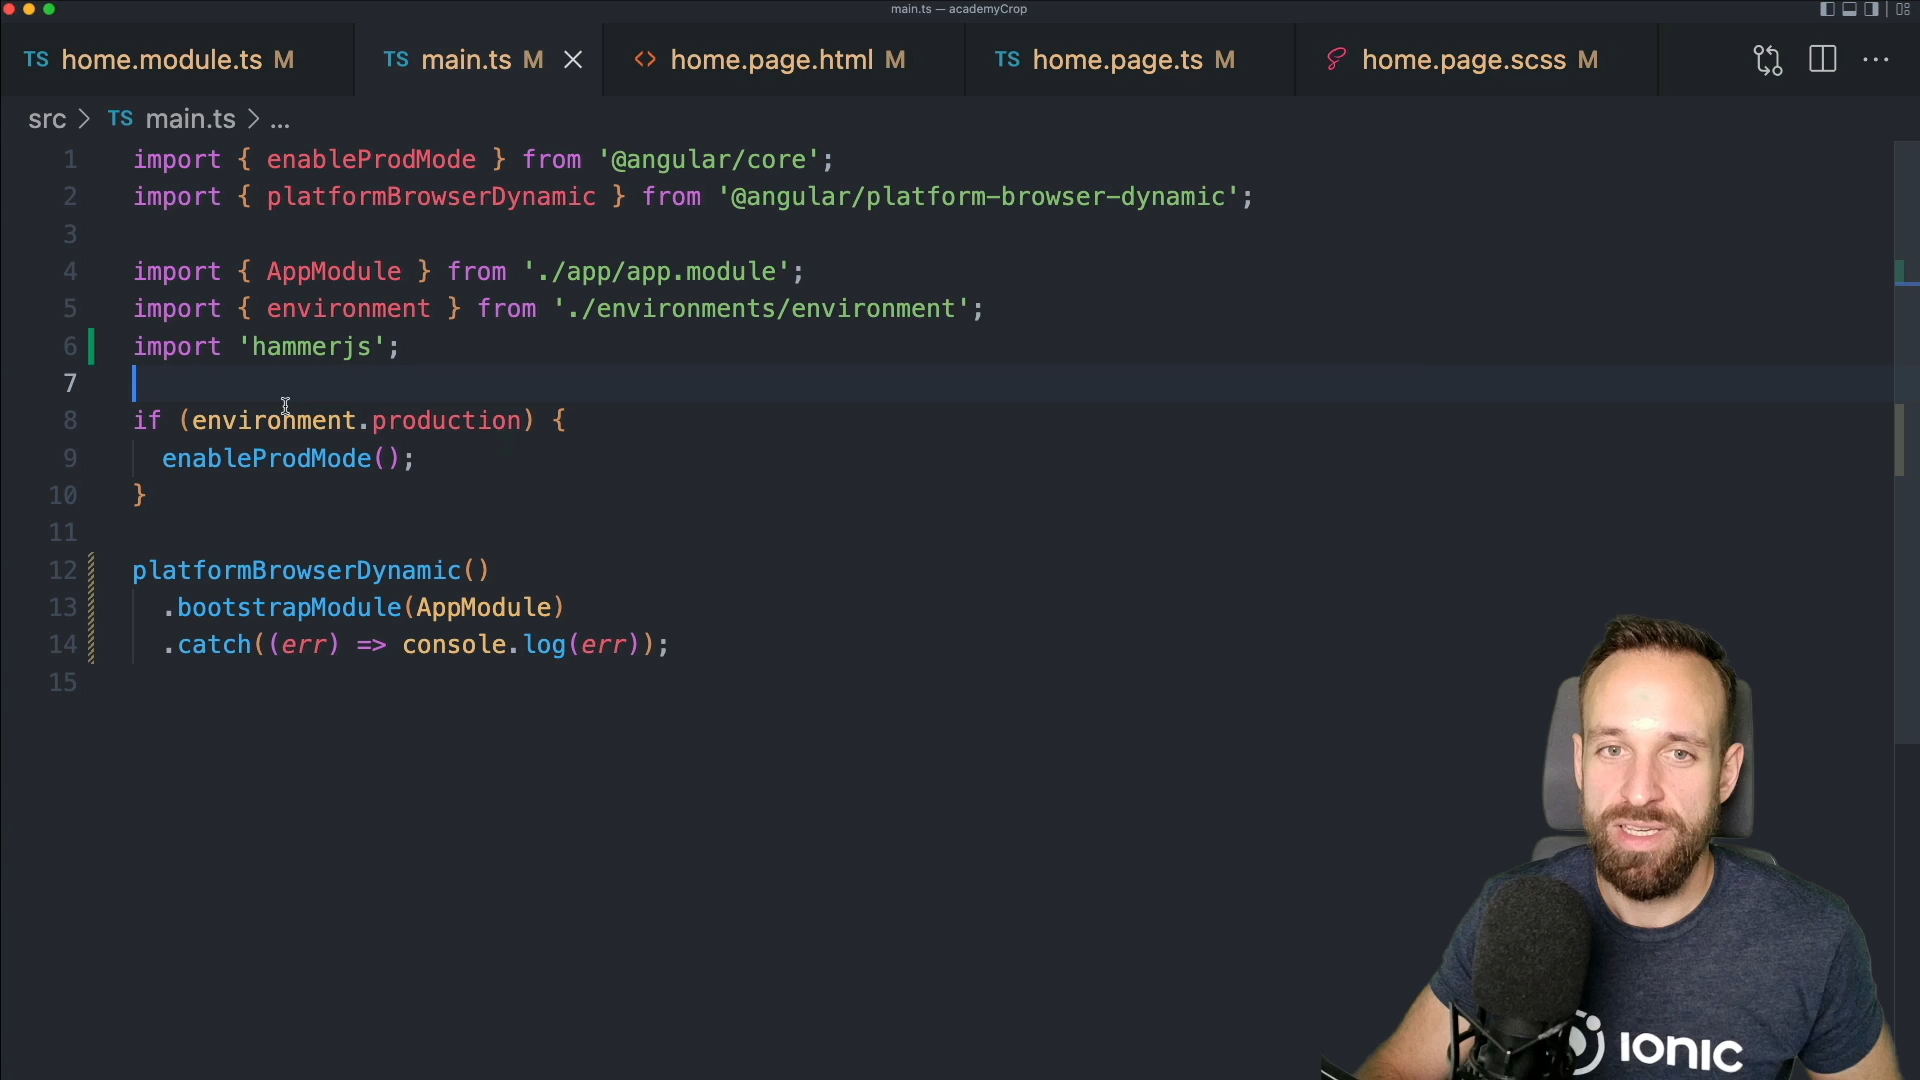 main.ts — academyCrop
TS home.module.ts M
TS main.ts M
<> home.page.html M
TS home.page.ts M
home.page.scss M
src > TS main.ts > ...
1 import { enableProdMode } from '@angular/core';
2 import { platformBrowserDynamic } from '@angular/platform-browser-dynamic';
3
4 import { AppModule } from './app/app.module';
5 import { environment } from './environments/environment';
6 import 'hammerjs';
7
8 if (environment.production) {
9 enableProdMode();
10 }
11
12 platformBrowserDynamic()
13 .bootstrapModule(AppModule)
14 .catch((err) => console.log(err));
15
IONIC